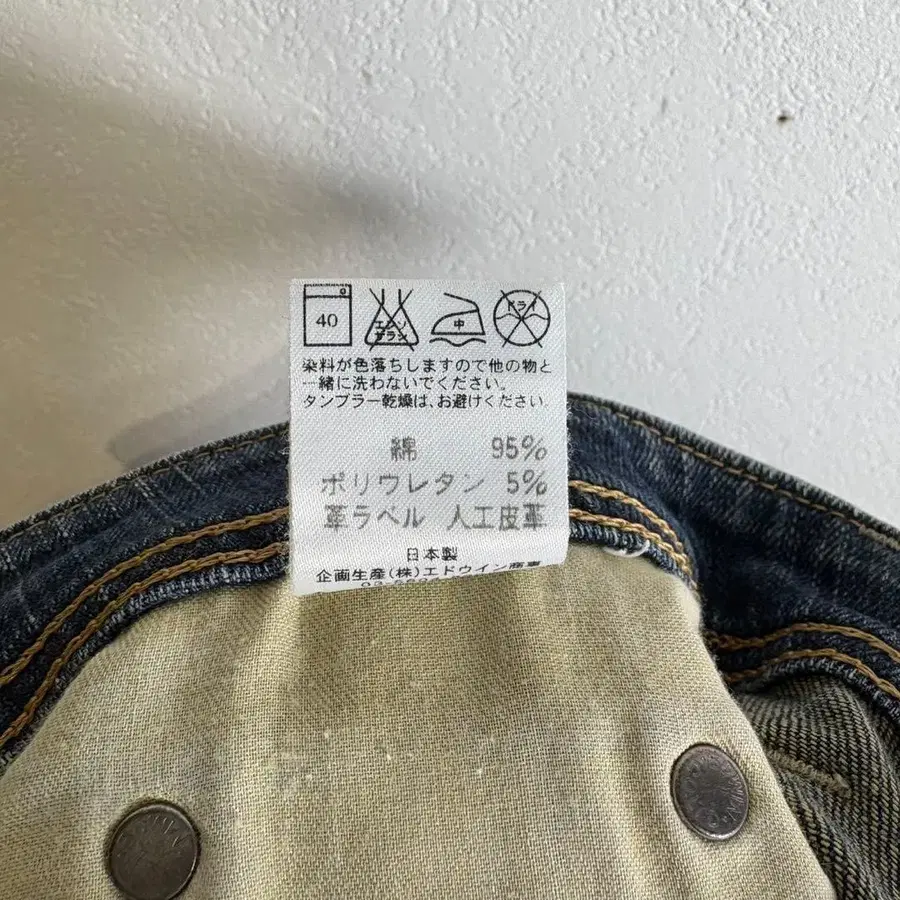 40 エンソサラシ 中 ドライ
染料が色落ちしますので他の物と
一緒に洗わないでください。
タンブラー乾燥は、お避けください.
綿 95%
ポリウレタン 5%
革ラベル 人工皮革
日本製
企画生産(株)エドウイン商事